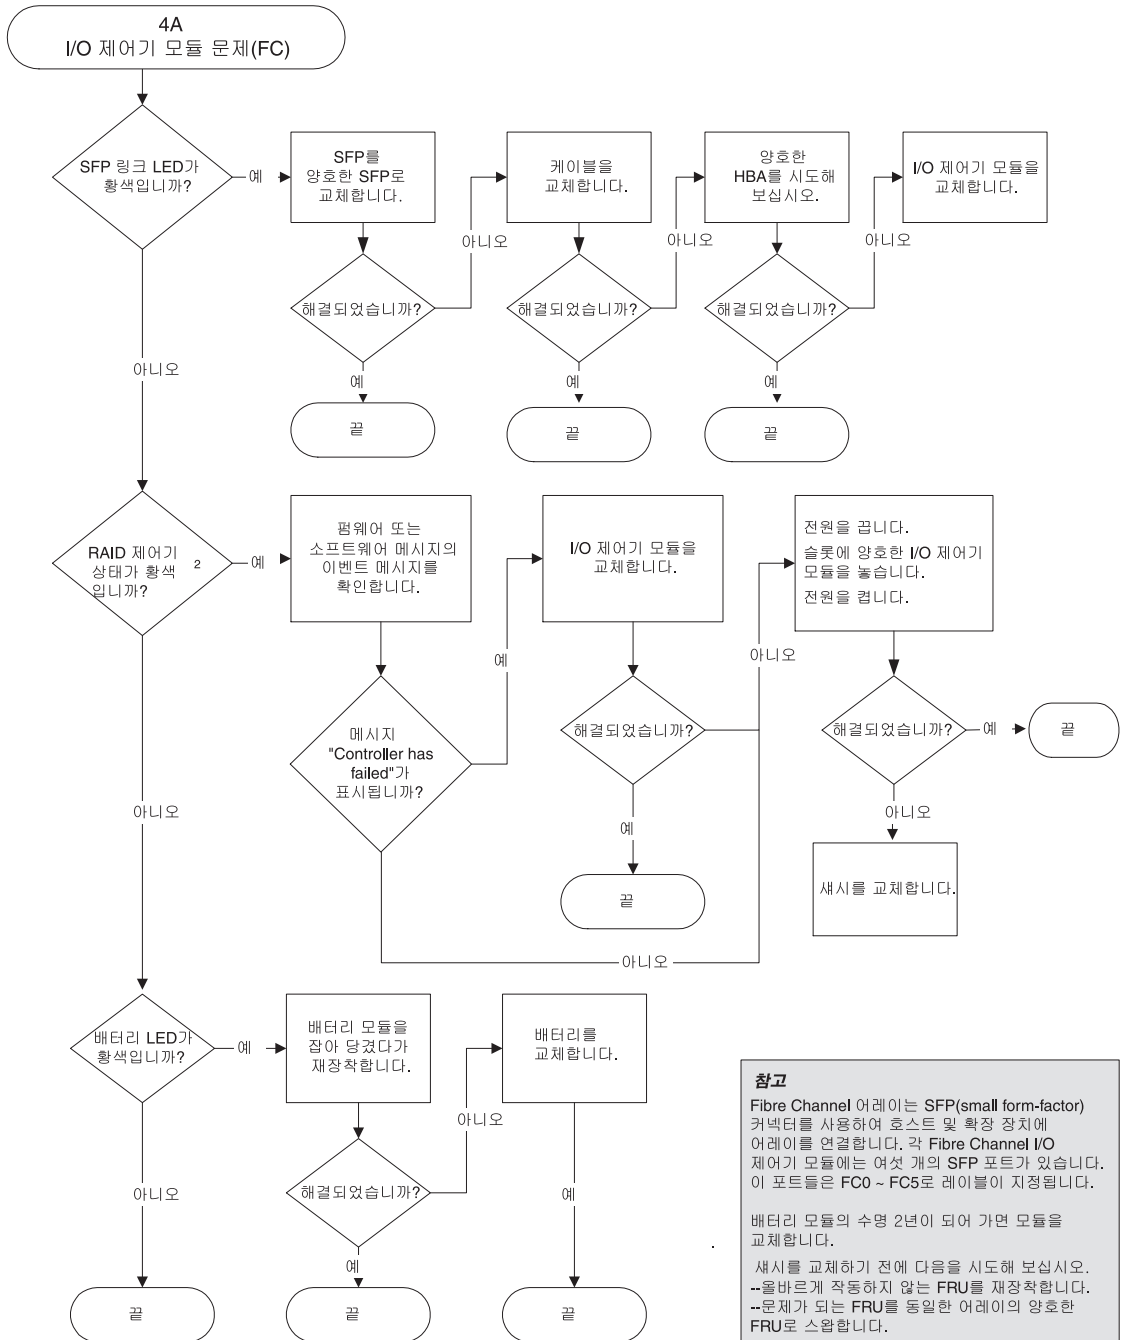 4A
I/O 제어기 모듈 문제(FC)
SFP 링크 LED가
황색입니까?
예
SFP를
양호한 SFP로
교체합니다.
해결되었습니까?
아니오
예
끝
케이블을
교체합니다.
해결되었습니까?
아니오
예
끝
양호한
HBA를 시도해
보십시오.
해결되었습니까?
아니오
예
끝
I/O 제어기 모듈을
교체합니다.
아니오
RAID 제어기
상태가 황색 2
입니까?
예
펌웨어 또는
소프트웨어 메시지의
이벤트 메시지를
확인합니다.
메시지
"Controller has
failed"가
표시됩니까?
예
아니오
I/O 제어기 모듈을
교체합니다.
해결되었습니까?
아니오
예
끝
전원을 끕니다.
슬롯에 양호한 I/O 제어기
모듈을 놓습니다.
전원을 켭니다.
해결되었습니까?
예
끝
아니오
섀시를 교체합니다.
아니오
배터리 LED가
황색입니까?
예
배터리 모듈을
잡아 당겼다가
재장착합니다.
해결되었습니까?
아니오
예
끝
배터리를
교체합니다.
예
끝
아니오
끝
참고
Fibre Channel 어레이는 SFP(small form-factor)
커넥터를 사용하여 호스트 및 확장 장치에
어레이를 연결합니다. 각 Fibre Channel I/O
제어기 모듈에는 여섯 개의 SFP 포트가 있습니다.
이 포트들은 FC0 ~ FC5로 레이블이 지정됩니다.
배터리 모듈의 수명 2년이 되어 가면 모듈을
교체합니다.
섀시를 교체하기 전에 다음을 시도해 보십시오.
--올바르게 작동하지 않는 FRU를 재장착합니다.
--문제가 되는 FRU를 동일한 어레이의 양호한
FRU로 스왑합니다.